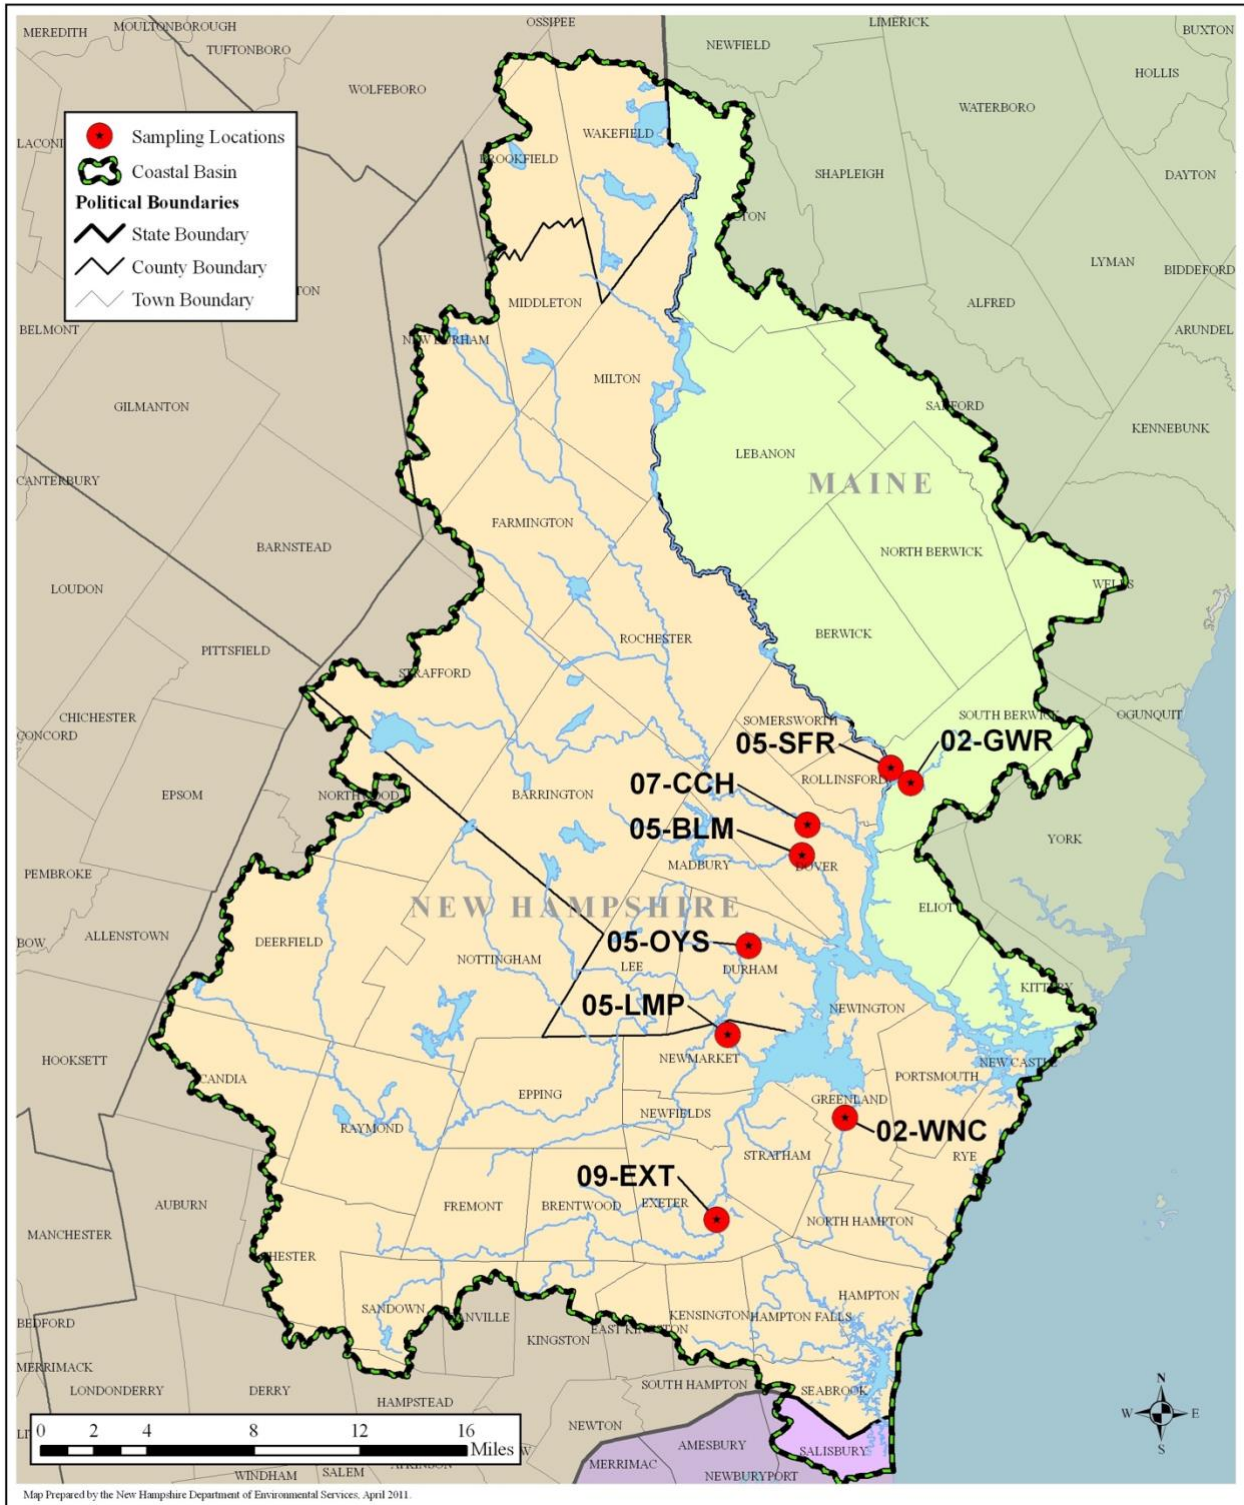 MEREDITH
MOULTONBOROUGH
TUFTONBORO
OSSIPEE
LIMERICK
BUXTON
NEWFIELD
HOLLIS
WOLFEBORO
WATERBORO
Sampling Locations
Coastal Basin
Political Boundaries
State Boundary
County Boundary
Town Boundary
LACONI
WAKEFIELD
BROOKFIELD
SHAPLEIGH
DAYTON
ACTON
LYMAN
BIDDEFORD
TON
MIDDLETON
ALFRED
BELMONT
ARUNDEL
NEW DURHAM
MILTON
GILMANTON
SANFORD
KENNEBUNK
LEBANON
CANTERBURY
MAINE
FARMINGTON
BARNSTEAD
NORTH BERWICK
LOUDON
WELLS
ROCHESTER
BERWICK
PITTSFIELD
STRAFFORD
CHICHESTER
SOMERSWORTH
SOUTH BERWICK
OGUNQUIT
CONCORD
05-SFR
02-GWR
ROLLINSFORD
07-CCH
EPSOM
NORTHWOOD
BARRINGTON
05-BLM
YORK
MADBURY
DOVER
PEMBROKE
NEW HAMPSHIRE
ELIOT
ALLENSTOWN
BOW
DEERFIELD
05-OYS
NOTTINGHAM
LEE
DURHAM
KITTERY
05-LMP
NEWINGTON
HOOKSETT
NEWMARKET
NEW CASTLE
CANDIA
PORTSMOUTH
EPPING
GREENLAND
NEWFIELDS
RAYMOND
02-WNC
STRATHAM
RYE
09-EXT
AUBURN
FREMONT
BRENTWOOD
EXETER
NORTH HAMPTON
MANCHESTER
CHESTER
HAMPTON
SANDOWN
DANVILLE
KENSINGTON
HAMPTON FALLS
BEDFORD
EAST KINGSTON
KINGSTON
MERRIMACK
LONDONDERRY
DERRY
SOUTH HAMPTON
SEABROOK
HAMPSTEAD
NEWTON
N
W E
S
0 2 4 8 12 16
Miles
AMESBURY
SALISBURY
MERRIMAC
NEWBURYPORT
WINDHAM
SALEM
ATKINSON
Map Prepared by the New Hampshire Department of Environmental Services, April 2011.